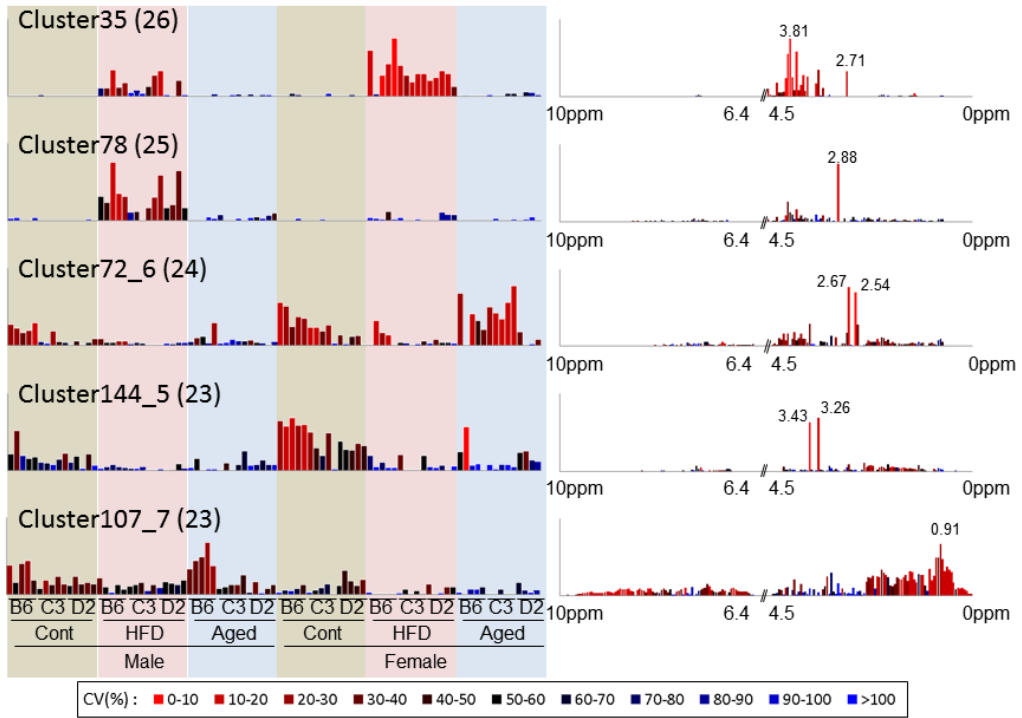 Cluster35 (26)
3.81
2.71
10ppm 6.4 // 4.5 0ppm
Cluster78 (25)
2.88
10ppm 6.4 // 4.5 0ppm
Cluster72_6 (24)
2.67 2.54
10ppm 6.4 // 4.5 0ppm
Cluster144_5 (23)
3.43 3.26
10ppm 6.4 // 4.5 0ppm
Cluster107_7 (23)
0.91
10ppm 6.4 // 4.5 0ppm
B6 C3 D2 B6 C3 D2 B6 C3 D2 B6 C3 D2 B6 C3 D2 B6 C3 D2
Cont HFD Aged Cont HFD Aged
Male Female
CV(%) : 0-10 10-20 20-30 30-40 40-50 50-60 60-70 70-80 80-90 90-100 >100